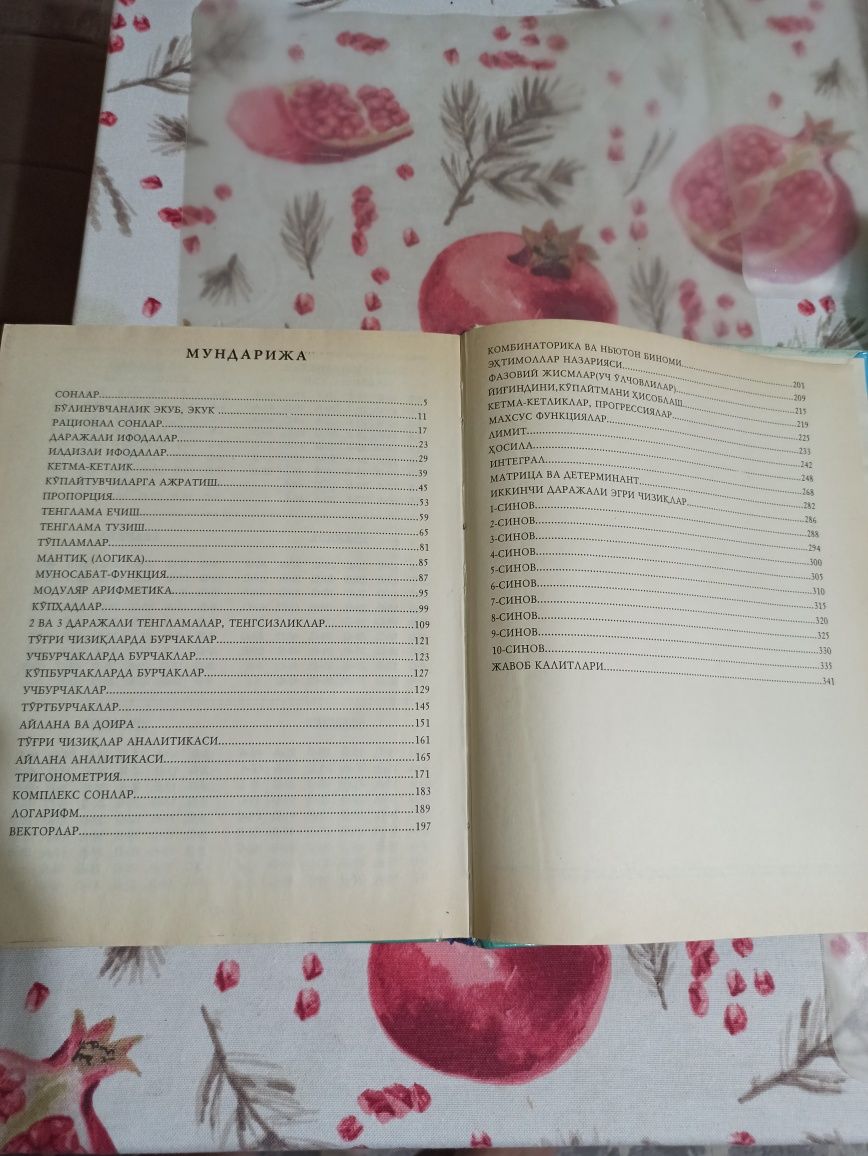 МУНДАРИЖА
СОНЛАР 5
БЎЛИНУВЧАНЛИК ЭКУБ, ЭКУК 11
РАЦИОНАЛ СОНЛАР 17
ДАРАЖАЛИ ИФОДАЛАР 23
ИЛДИЗЛИ ИФОДАЛАР 29
КЕТМА-КЕТЛИК 39
КЎПАЙТУВЧИЛАРГА АЖРАТИШ 45
ПРОПОРЦИЯ 53
ТЕНГЛАМА ЕЧИШ 59
ТЕНГЛАМА ТУЗИШ 65
ТЎПЛАМЛАР 81
МАНТИҚ (ЛОГИКА) 85
МУНОСАБАТ-ФУНКЦИЯ 87
МОДУЛЯР АРИФМЕТИКА 95
КЎПҲАДЛАР 99
2 ВА 3 ДАРАЖАЛИ ТЕНГЛАМАЛАР, ТЕНГСИЗЛИКЛАР 109
ТЎҒРИ ЧИЗИҚЛАРДА БУРЧАКЛАР 121
УЧБУРЧАКЛАРДА БУРЧАКЛАР 123
КЎПБУРЧАКЛАРДА БУРЧАКЛАР 127
УЧБУРЧАКЛАР 129
ТЎРТБУРЧАКЛАР 145
АЙЛАНА ВА ДОИРА 151
ТЎҒРИ ЧИЗИҚЛАР АНАЛИТИКАСИ 161
АЙЛАНА АНАЛИТИКАСИ 165
ТРИГОНОМЕТРИЯ 171
КОМПЛЕКС СОНЛАР 183
ЛОГАРИФМ 189
ВЕКТОРЛАР 197
КОМБИНАТОРИКА ВА НЬЮТОН БИНОМИ 201
ЭҲТИМОЛЛАР НАЗАРИЯСИ 209
ФАЗОВИЙ ЖИСМЛАР(УЧ ЎЛЧОВЛИЛАР) 215
ЙИҒИНДИНИ,КЎПАЙТМАНИ ҲИСОБЛАШ 219
КЕТМА-КЕТЛИКЛАР, ПРОГРЕССИЯЛАР 225
МАХСУС ФУНКЦИЯЛАР 233
ЛИМИТ 242
ҲОСИЛА 248
ИНТЕГРАЛ 268
МАТРИЦА ВА ДЕТЕРМИНАНТ 282
ИККИНЧИ ДАРАЖАЛИ ЭГРИ ЧИЗИҚЛАР 286
1-СИНОВ 288
2-СИНОВ 294
3-СИНОВ 300
4-СИНОВ 305
5-СИНОВ 310
6-СИНОВ 315
7-СИНОВ 320
8-СИНОВ 325
9-СИНОВ 330
10-СИНОВ 335
ЖАВОБ КАЛИТЛАРИ 341